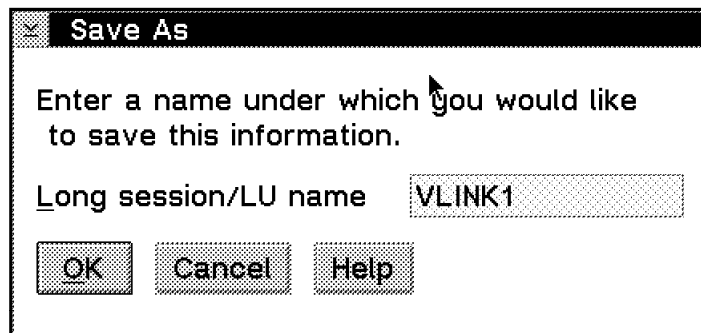 Save As
Enter a name under which you would like
to save this information.
Long session/LU name VLINK1
OK Cancel Help